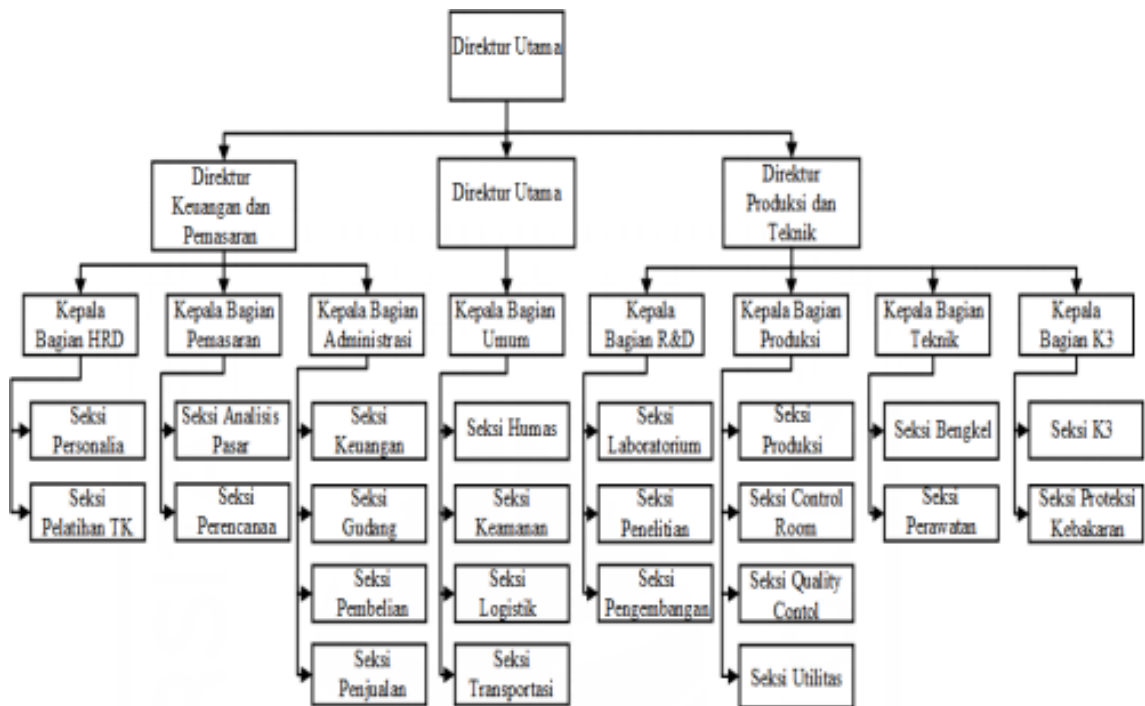 Direktur Utama
Direktur
Keuangan dan
Pemasaran
Direktur Utama
Direktur
Produksi dan
Teknik
Kepala
Bagian HRD
Kepala Bagian
Pemasaran
Kepala Bagian
Administrasi
Kepala Bagian
Umum
Kepala
Bagian R&D
Kepala Bagian
Produksi
Kepala Bagian
Teknik
Kepala
Bagian K3
Seksi
Personalia
Seksi Analisis
Pasar
Seksi
Keuangan
Seksi Humas
Seksi
Laboratorium
Seksi
Produksi
Seksi Bengkel
Seksi K3
Seksi
Pelatihan TK
Seksi
Perencanaa
Seksi
Gudang
Seksi
Keamanan
Seksi
Penelitian
Seksi Control
Room
Seksi
Perawatan
Seksi Proteksi
Kebakaran
Seksi
Pembelian
Seksi
Logistik
Seksi
Pengembangan
Seksi Quality
Contol
Seksi
Penjualan
Seksi
Transportasi
Seksi Utilitas